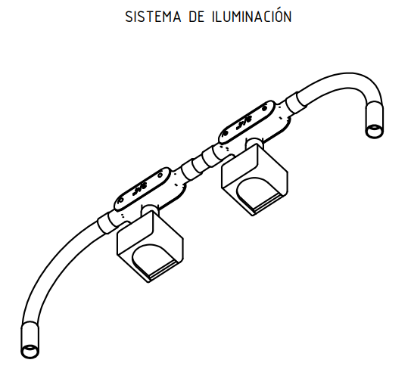 SISTEMA DE ILUMINACIÓN